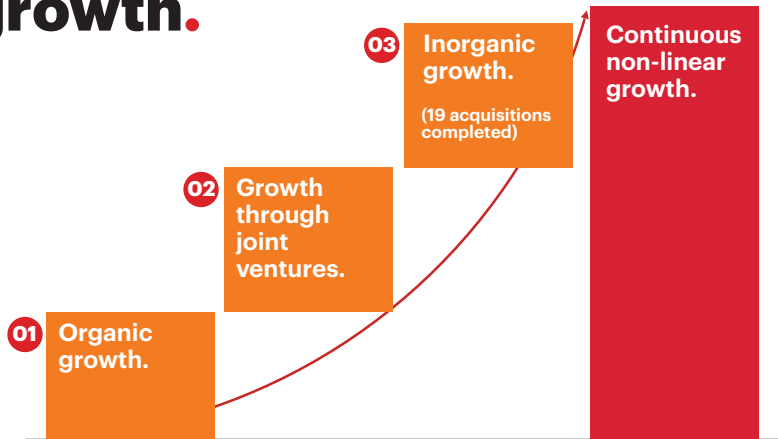 growth.
01
Organic
growth.
02
Growth
through
joint
ventures.
03
Inorganic
growth.
(19 acquisitions
completed)
Continuous
non-linear
growth.